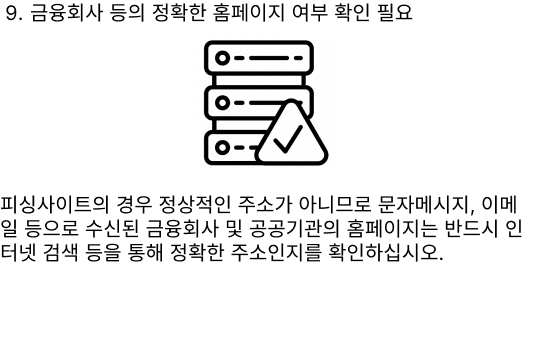 9. 금융회사 등의 정확한 홈페이지 여부 확인 필요
피싱사이트의 경우 정상적인 주소가 아니므로 문자메시지, 이메
일 등으로 수신된 금융회사 및 공공기관의 홈페이지는 반드시 인
터넷 검색 등을 통해 정확한 주소인지를 확인하십시오.